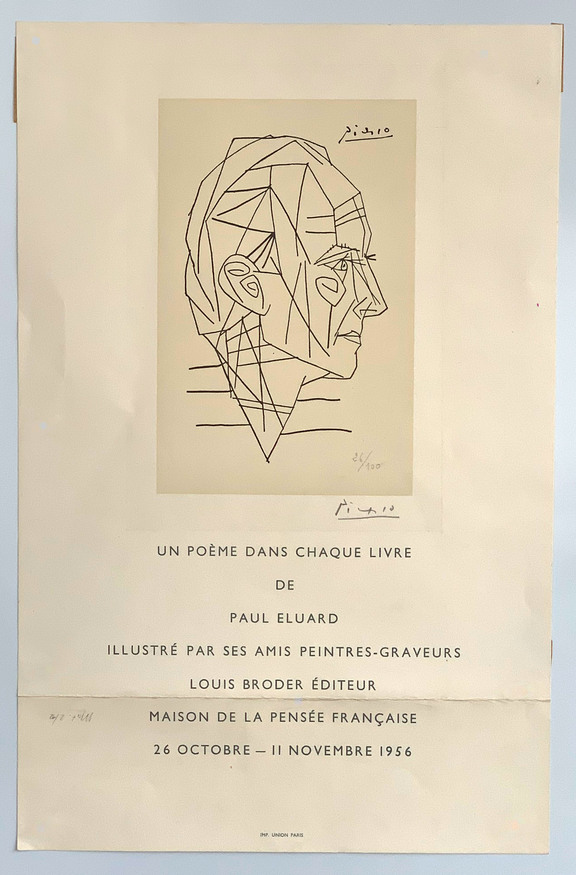 Picasso
26/100
Picasso
UN POÈME DANS CHAQUE LIVRE
DE
PAUL ELUARD
ILLUSTRÉ PAR SES AMIS PEINTRES-GRAVEURS
LOUIS BRODER ÉDITEUR
MAISON DE LA PENSÉE FRANÇAISE
26 OCTOBRE — 11 NOVEMBRE 1956
IMP. UNION PARIS